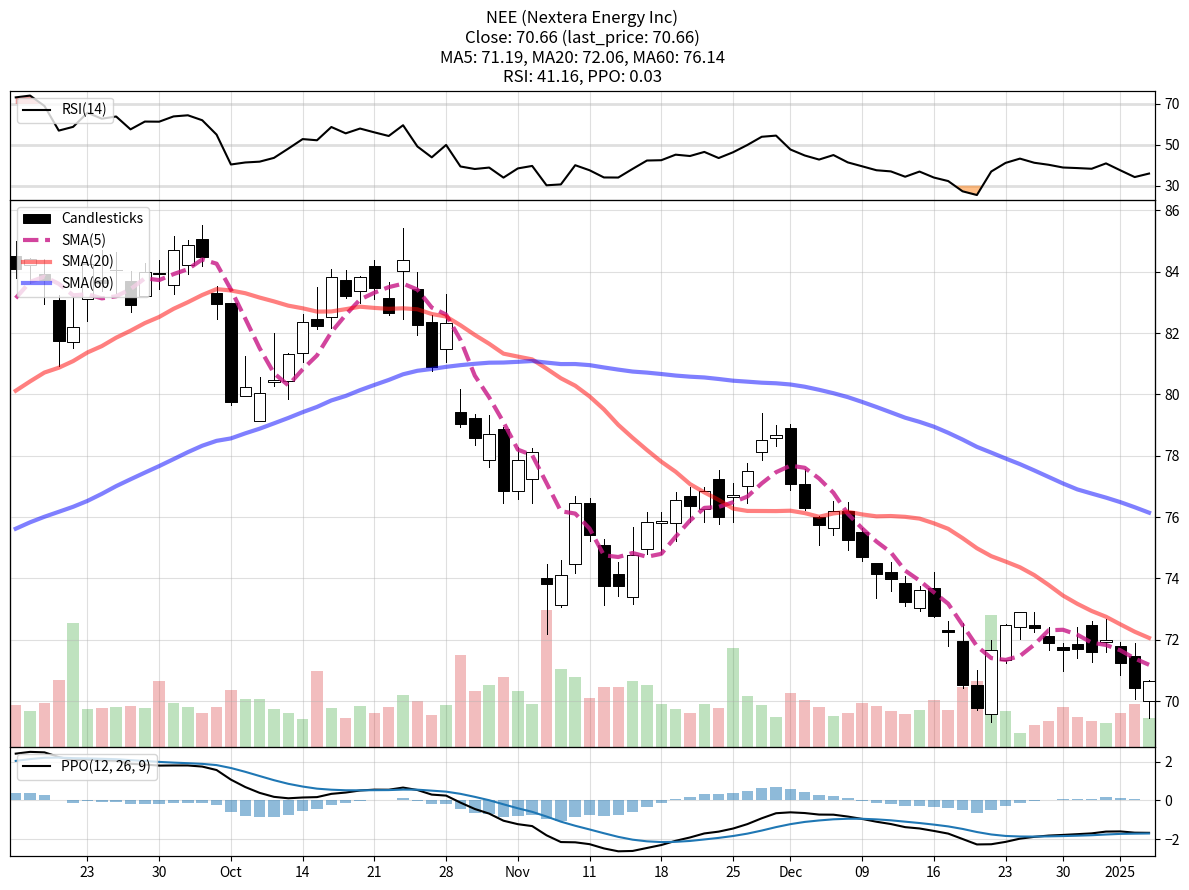 NEE (Nextera Energy Inc)
Close: 70.66 (last_price: 70.66)
MA5: 71.19, MA20: 72.06, MA60: 76.14
RSI: 41.16, PPO: 0.03
RSI(14)
70
50
30
Candlesticks
SMA(5)
SMA(20)
SMA(60)
86
84
82
80
78
76
74
72
70
PPO(12, 26, 9)
2
0
−2
23 30 Oct 14 21 28 Nov 11 18 25 Dec 09 16 23 30 2025